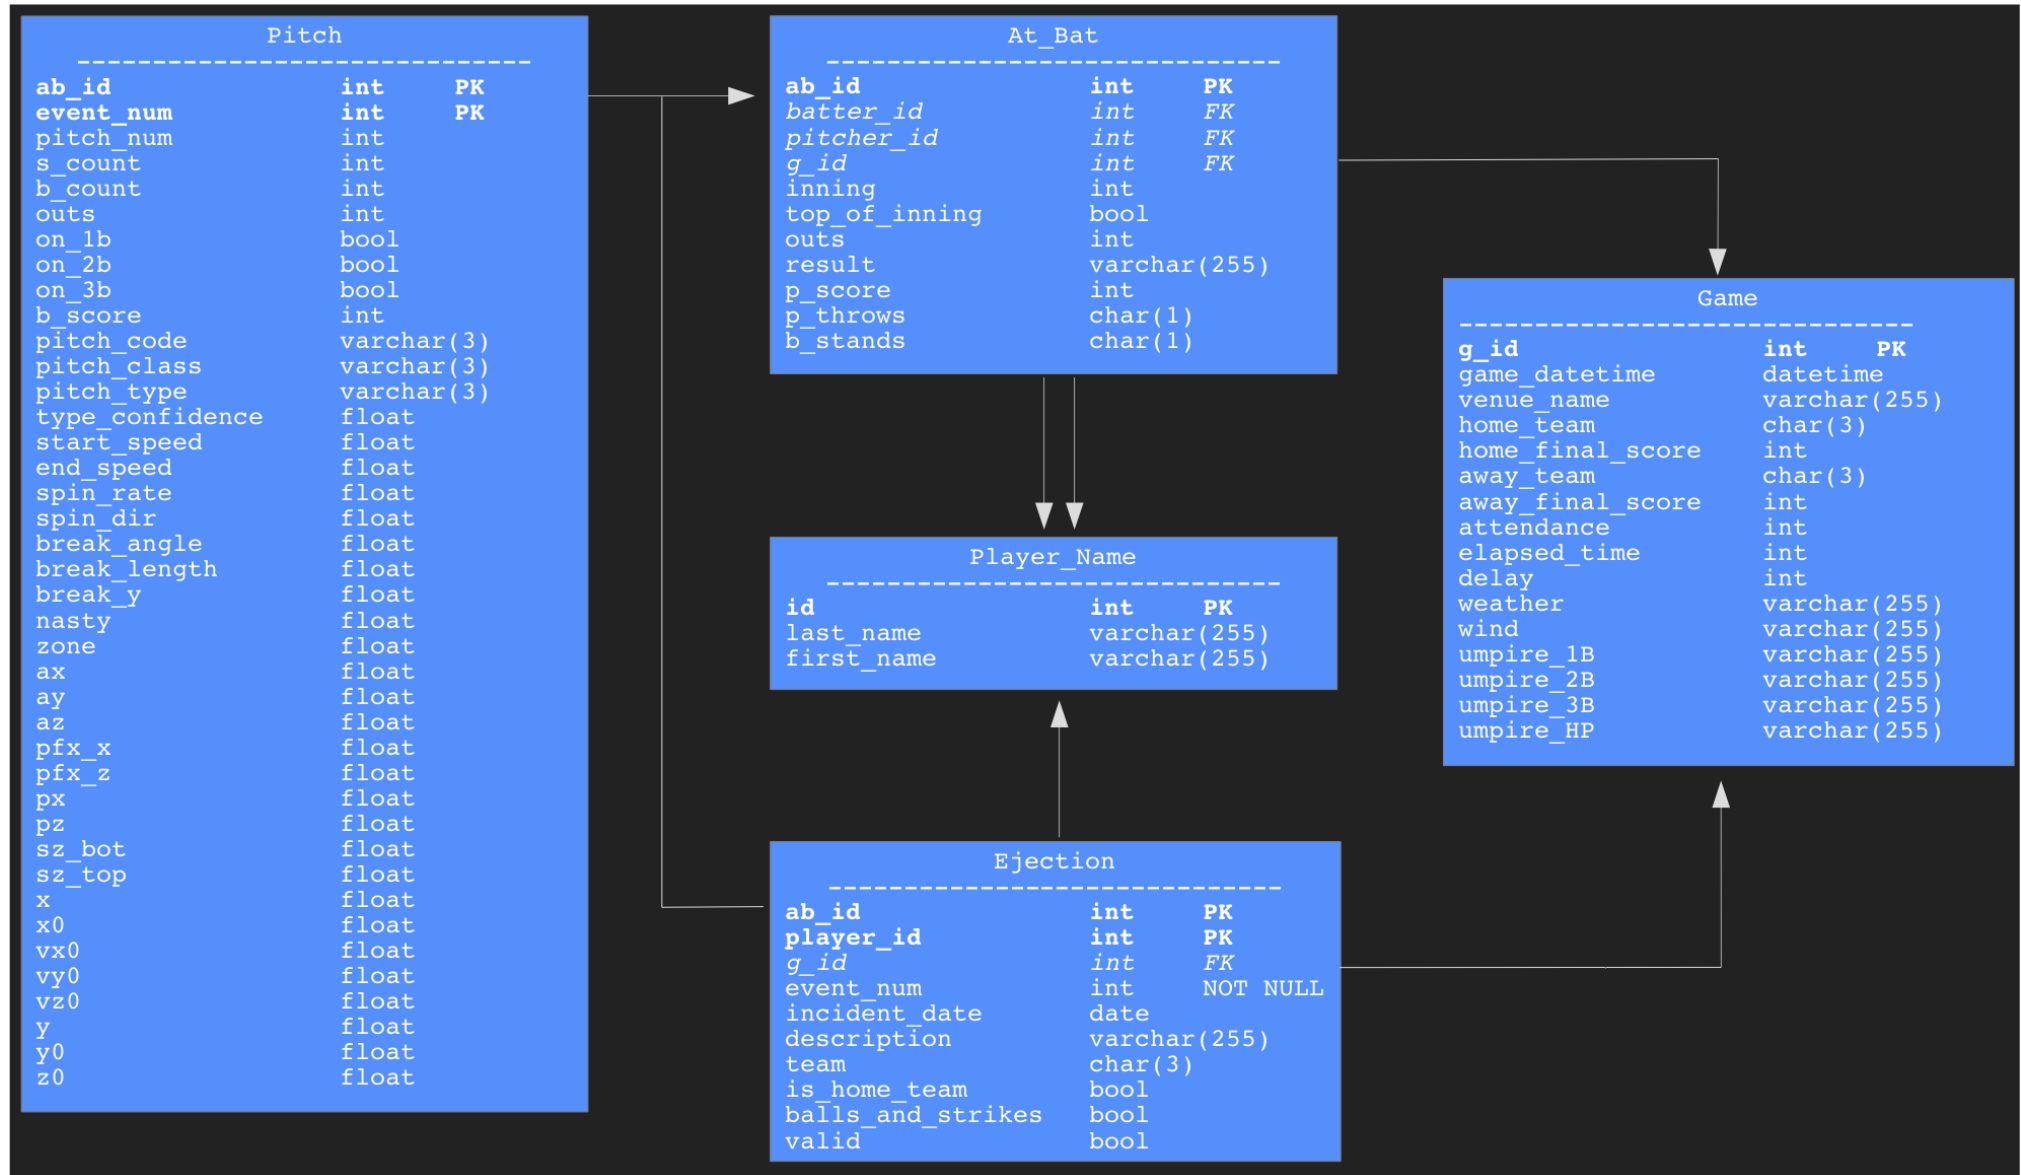 Pitch
------------------------------
ab_id int PK
event_num int PK
pitch_num int
s_count int
b_count int
outs int
on_1b bool
on_2b bool
on_3b bool
b_score int
pitch_code varchar(3)
pitch_class varchar(3)
pitch_type varchar(3)
type_confidence float
start_speed float
end_speed float
spin_rate float
spin_dir float
break_angle float
break_length float
break_y float
nasty float
zone float
ax float
ay float
az float
pfx_x float
pfx_z float
px float
pz float
sz_bot float
sz_top float
x float
x0 float
vx0 float
vy0 float
vz0 float
y float
y0 float
z0 float
At_Bat
------------------------------
ab_id int PK
batter_id int FK
pitcher_id int FK
g_id int FK
inning int
top_of_inning bool
outs int
result varchar(255)
p_score int
p_throws char(1)
b_stands char(1)
Player_Name
------------------------------
id int PK
last_name varchar(255)
first_name varchar(255)
Ejection
------------------------------
ab_id int PK
player_id int PK
g_id int FK
event_num int NOT NULL
incident_date date
description varchar(255)
team char(3)
is_home_team bool
balls_and_strikes bool
valid bool
Game
------------------------------
g_id int PK
game_datetime datetime
venue_name varchar(255)
home_team char(3)
home_final_score int
away_team char(3)
away_final_score int
attendance int
elapsed_time int
delay int
weather varchar(255)
wind varchar(255)
umpire_1B varchar(255)
umpire_2B varchar(255)
umpire_3B varchar(255)
umpire_HP varchar(255)